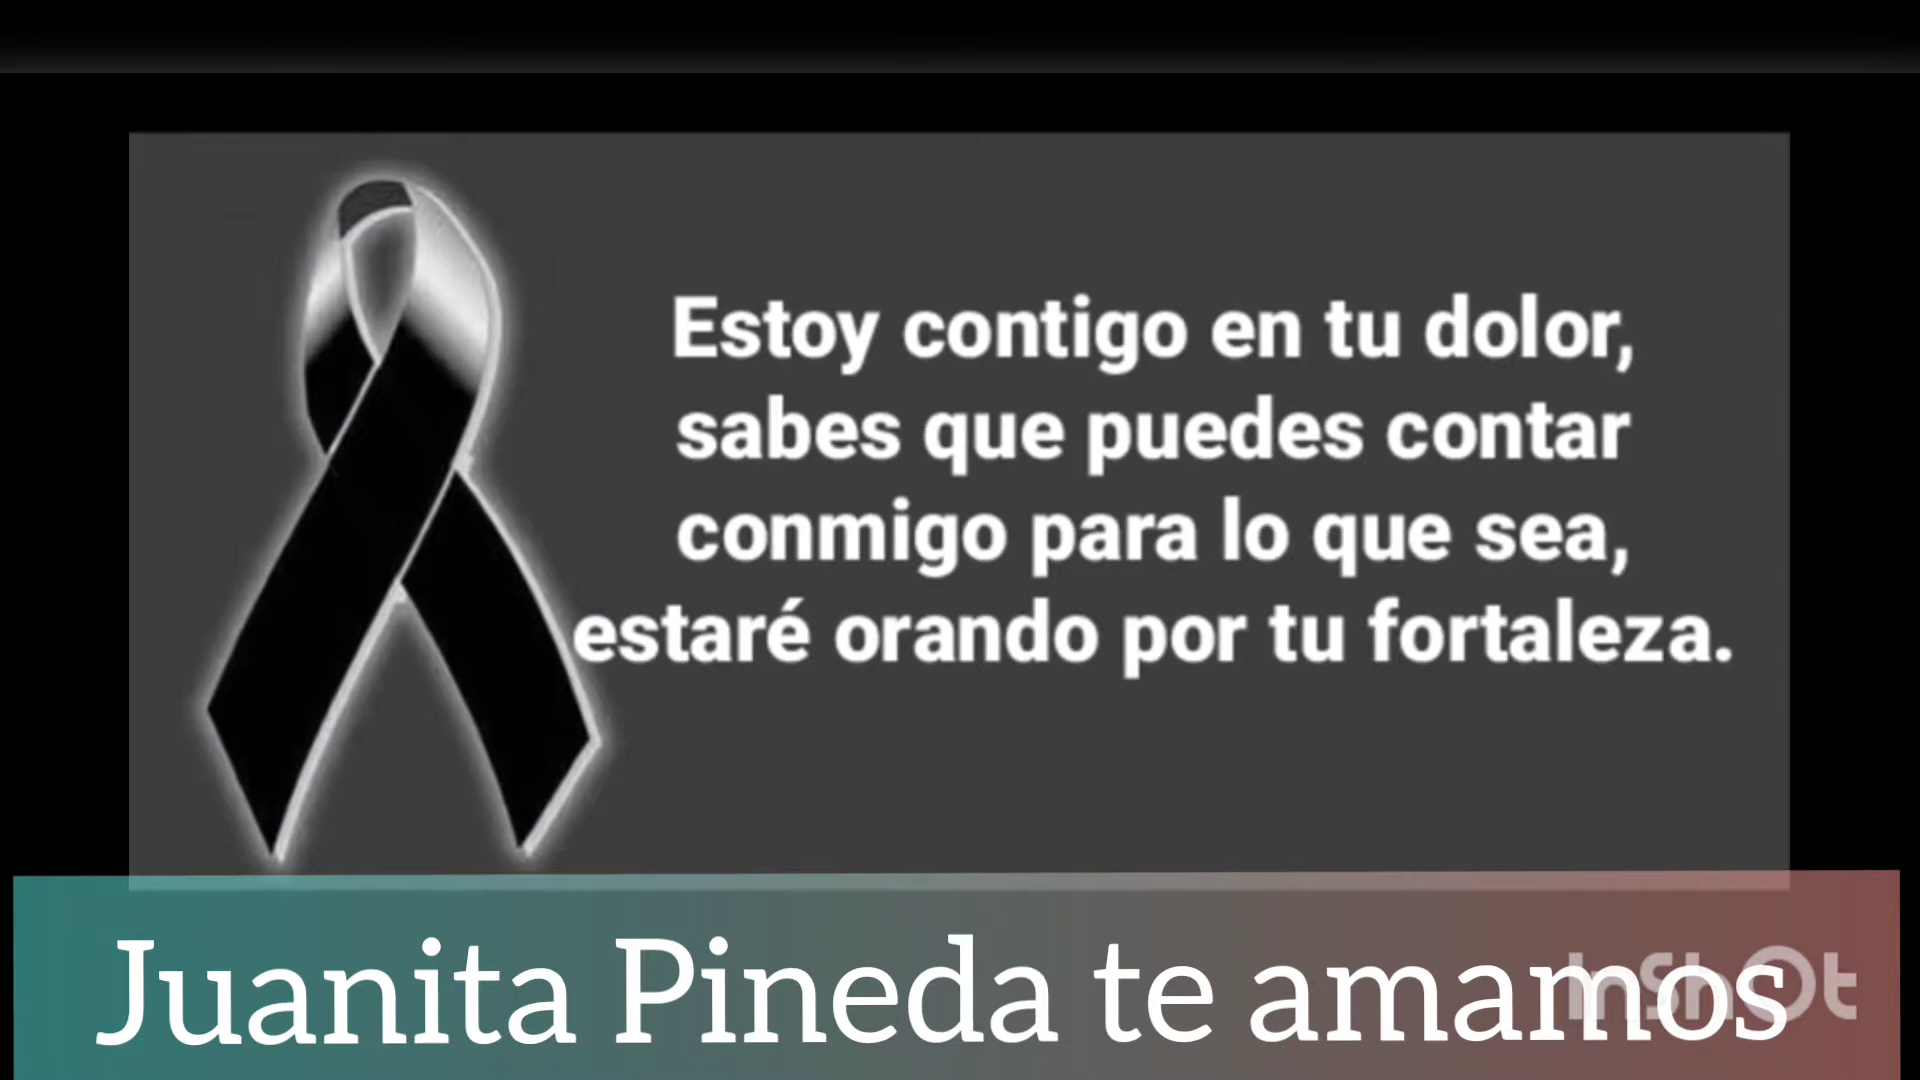 Estoy contigo en tu dolor,
sabes que puedes contar
conmigo para lo que sea,
estaré orando por tu fortaleza.
Juanita Pineda te amamos
InShOt